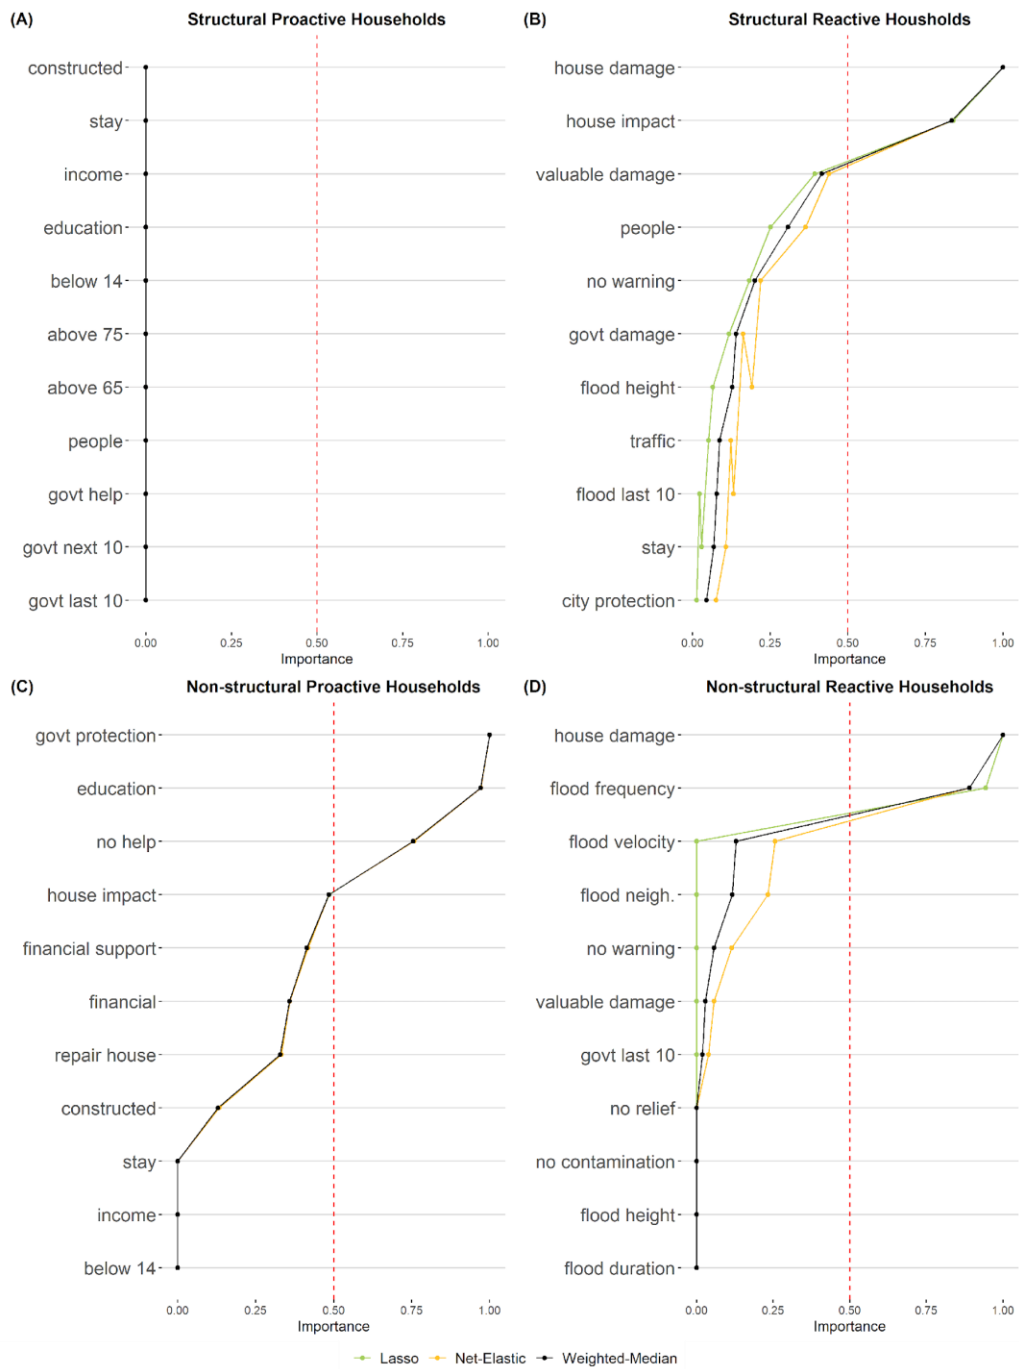 (A) Structural Proactive Households
constructed
stay
income
education
below 14
above 75
above 65
people
govt help
govt next 10
govt last 10
0.00 0.25 0.50 0.75 1.00
Importance
(B) Structural Reactive Housholds
house damage
house impact
valuable damage
people
no warning
govt damage
flood height
traffic
flood last 10
stay
city protection
0.00 0.25 0.50 0.75 1.00
Importance
(C) Non-structural Proactive Households
govt protection
education
no help
house impact
financial support
financial
repair house
constructed
stay
income
below 14
0.00 0.25 0.50 0.75 1.00
Importance
(D) Non-structural Reactive Households
house damage
flood frequency
flood velocity
flood neigh.
no warning
valuable damage
govt last 10
no relief
no contamination
flood height
flood duration
0.00 0.25 0.50 0.75 1.00
Importance
Lasso Net-Elastic Weighted-Median